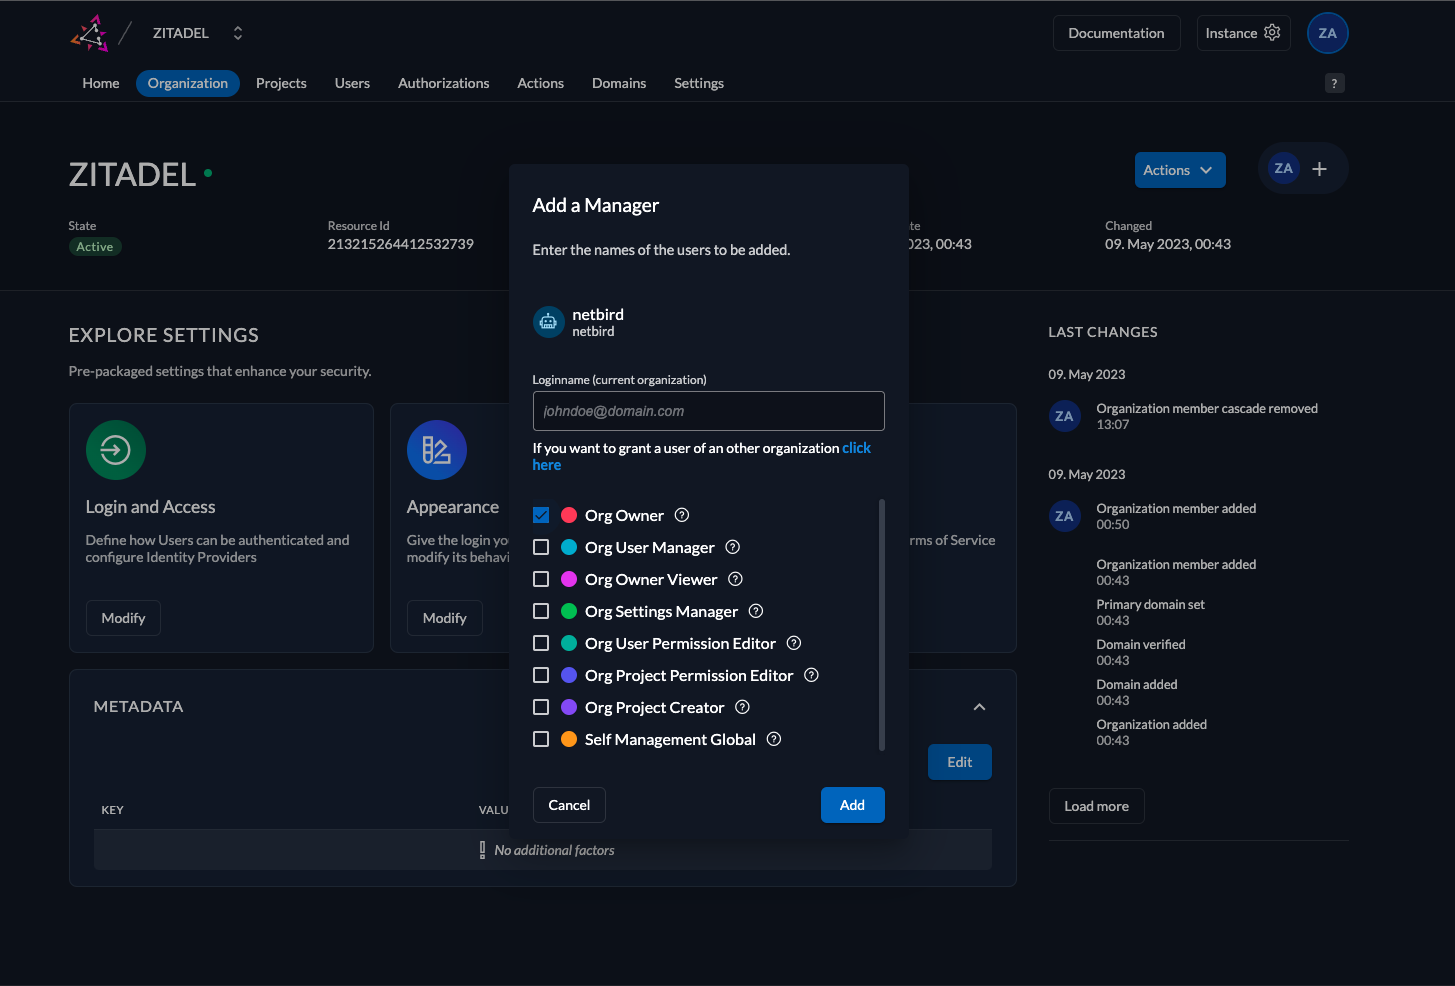 ZITADEL
Documentation
Instance
ZA
Home
Organization
Projects
Users
Authorizations
Actions
Domains
Settings
?
ZITADEL
Actions
ZA
State
Active
Resource Id
213215264412532739
Changed
09. May 2023, 00:43
Add a Manager
Enter the names of the users to be added.
netbird
netbird
Loginname (current organization)
johndoe@domain.com
If you want to grant a user of an other organization click
here
Org Owner
Org User Manager
Org Owner Viewer
Org Settings Manager
Org User Permission Editor
Org Project Permission Editor
Org Project Creator
Self Management Global
Cancel
Add
EXPLORE SETTINGS
Pre-packaged settings that enhance your security.
Login and Access
Define how Users can be authenticated and
configure Identity Providers
Modify
Appearance
Give the login
modify its
Modify
of Service
METADATA
Edit
KEY
No additional factors
LAST CHANGES
09. May 2023
ZA
Organization member cascade removed
13:07
09. May 2023
ZA
Organization member added
00:50
Organization member added
00:43
Primary domain set
00:43
Domain verified
00:43
Domain added
00:43
Organization added
00:43
Load more